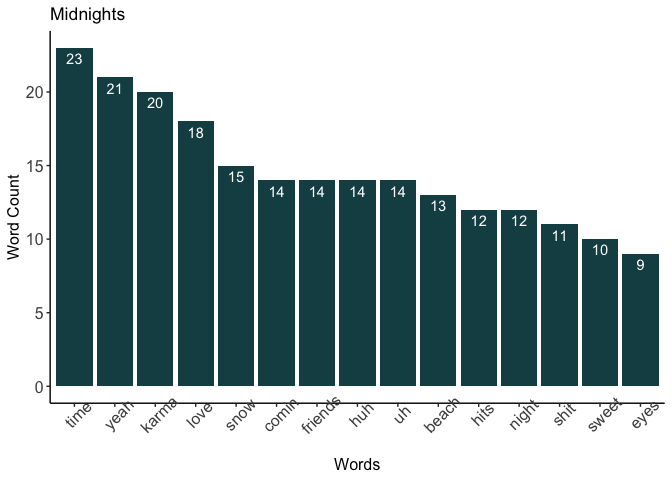 Midnights
Word Count
20
15
10
5
0
23
21
20
18
15
14
14
14
14
13
12
12
11
10
9
time
yeah
karma
love
snow
comin
friends
huh
uh
beach
hits
night
shit
sweet
eyes
Words